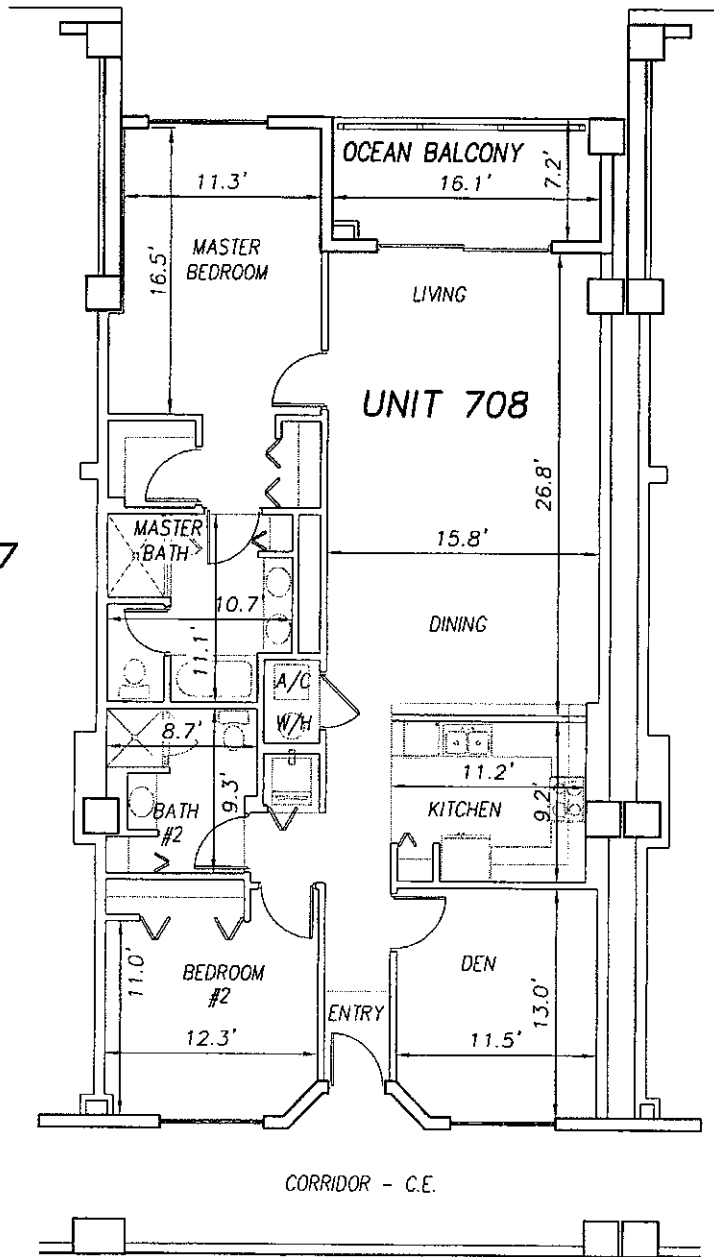 OCEAN BALCONY
16.1'
7.2'
11.3'
16.5'
MASTER
BEDROOM
LIVING
UNIT 708
26.8'
15.8'
7
MASTER
BATH
10.7'
11.1'
DINING
A/C
W/H
8.7'
9.3'
BATH
#2
11.2'
9.2'
KITCHEN
BEDROOM
#2
11.0'
12.3'
ENTRY
DEN
13.0'
11.5'
CORRIDOR - C.E.